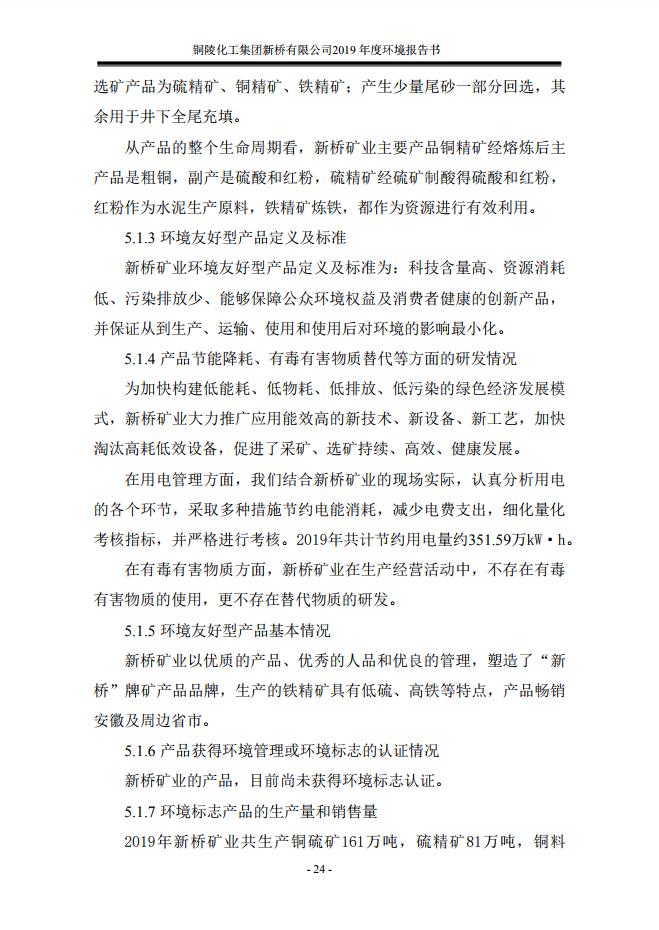 铜陵化工集团新桥有限公司2019 年度环境报告书
选矿产品为硫精矿、铜精矿、铁精矿；产生少量尾砂一部分回选，其
余用于井下全尾充填。
从产品的整个生命周期看，新桥矿业主要产品铜精矿经熔炼后主
产品是粗铜，副产是硫酸和红粉，硫精矿经硫矿制酸得硫酸和红粉，
红粉作为水泥生产原料，铁精矿炼铁，都作为资源进行有效利用。
5.1.3 环境友好型产品定义及标准
新桥矿业环境友好型产品定义及标准为：科技含量高、资源消耗
低、污染排放少、能够保障公众环境权益及消费者健康的创新产品，
并保证从到生产、运输、使用和使用后对环境的影响最小化。
5.1.4 产品节能降耗、有毒有害物质替代等方面的研发情况
为加快构建低能耗、低物耗、低排放、低污染的绿色经济发展模
式，新桥矿业大力推广应用能效高的新技术、新设备、新工艺，加快
淘汰高耗低效设备，促进了采矿、选矿持续、高效、健康发展。
在用电管理方面，我们结合新桥矿业的现场实际，认真分析用电
的各个环节，采取多种措施节约电能消耗，减少电费支出，细化量化
考核指标，并严格进行考核。2019年共计节约用电量约351.59万kW·h。
在有毒有害物质方面，新桥矿业在生产经营活动中，不存在有毒
有害物质的使用，更不存在替代物质的研发。
5.1.5 环境友好型产品基本情况
新桥矿业以优质的产品、优秀的人品和优良的管理，塑造了“新
桥”牌矿产品品牌，生产的铁精矿具有低硫、高铁等特点，产品畅销
安徽及周边省市。
5.1.6 产品获得环境管理或环境标志的认证情况
新桥矿业的产品，目前尚未获得环境标志认证。
5.1.7 环境标志产品的生产量和销售量
2019年新桥矿业共生产铜硫矿161万吨，硫精矿81万吨，铜料
- 24 -